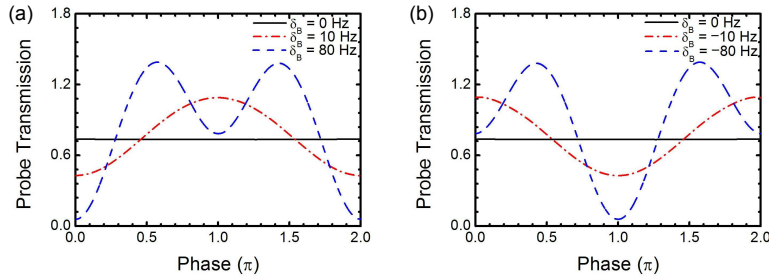 (a)
1.8
1.2
0.6
0.0
Probe Transmission
δB = 0 Hz
δB = 10 Hz
δB = 80 Hz
0.0 0.5 1.0 1.5 2.0
Phase (π)
(b)
1.8
1.2
0.6
0.0
Probe Transmission
δB = 0 Hz
δB = −10 Hz
δB = −80 Hz
0.0 0.5 1.0 1.5 2.0
Phase (π)